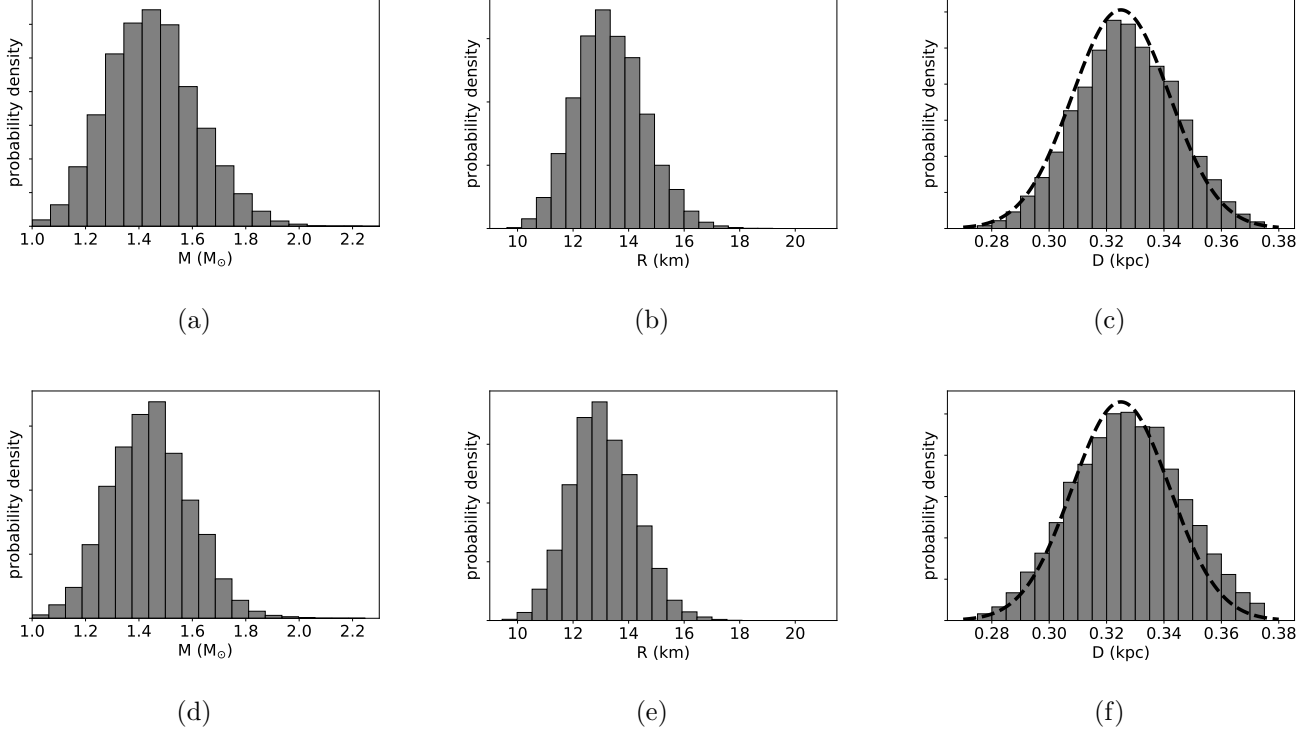 probability density
1.0 1.2 1.4 1.6 1.8 2.0 2.2
M (M⊙)
(a)
probability density
10 12 14 16 18 20
R (km)
(b)
probability density
0.28 0.30 0.32 0.34 0.36 0.38
D (kpc)
(c)
probability density
1.0 1.2 1.4 1.6 1.8 2.0 2.2
M (M⊙)
(d)
probability density
10 12 14 16 18 20
R (km)
(e)
probability density
0.28 0.30 0.32 0.34 0.36 0.38
D (kpc)
(f)